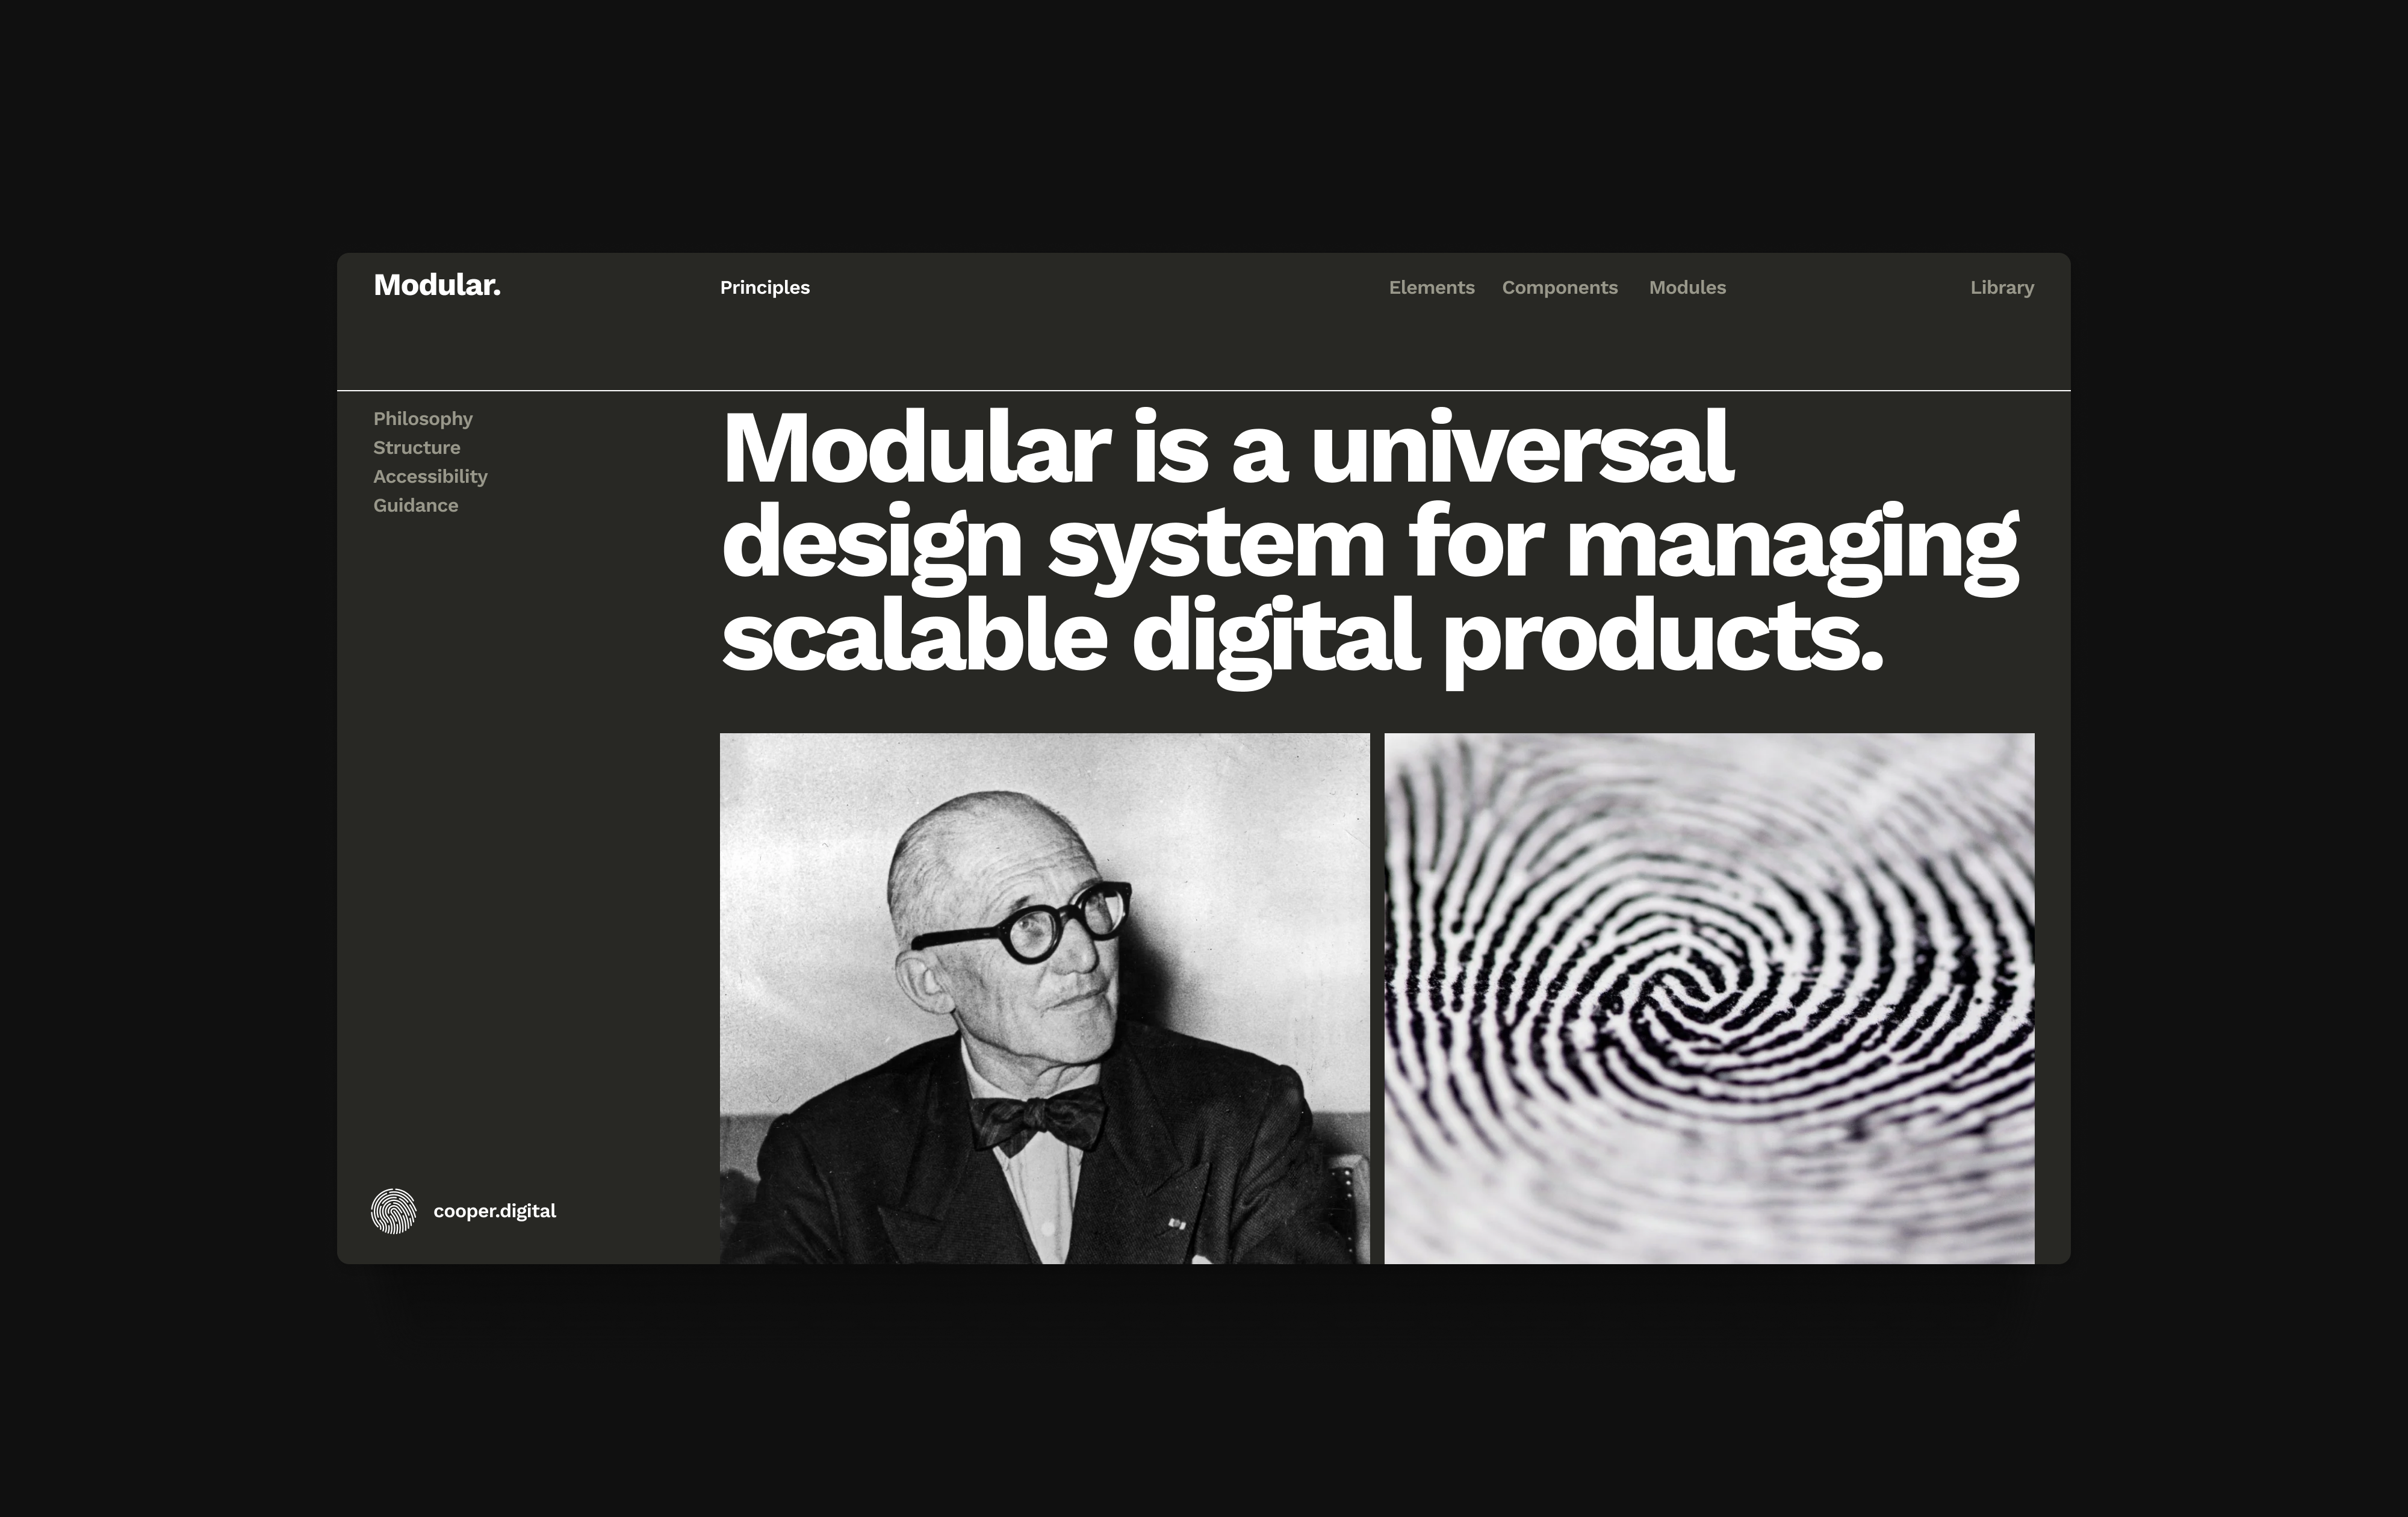 Modular.
Principles
Elements
Components
Modules
Library
Philosophy
Structure
Accessibility
Guidance
Modular is a universal
design system for managing
scalable digital products.
cooper.digital